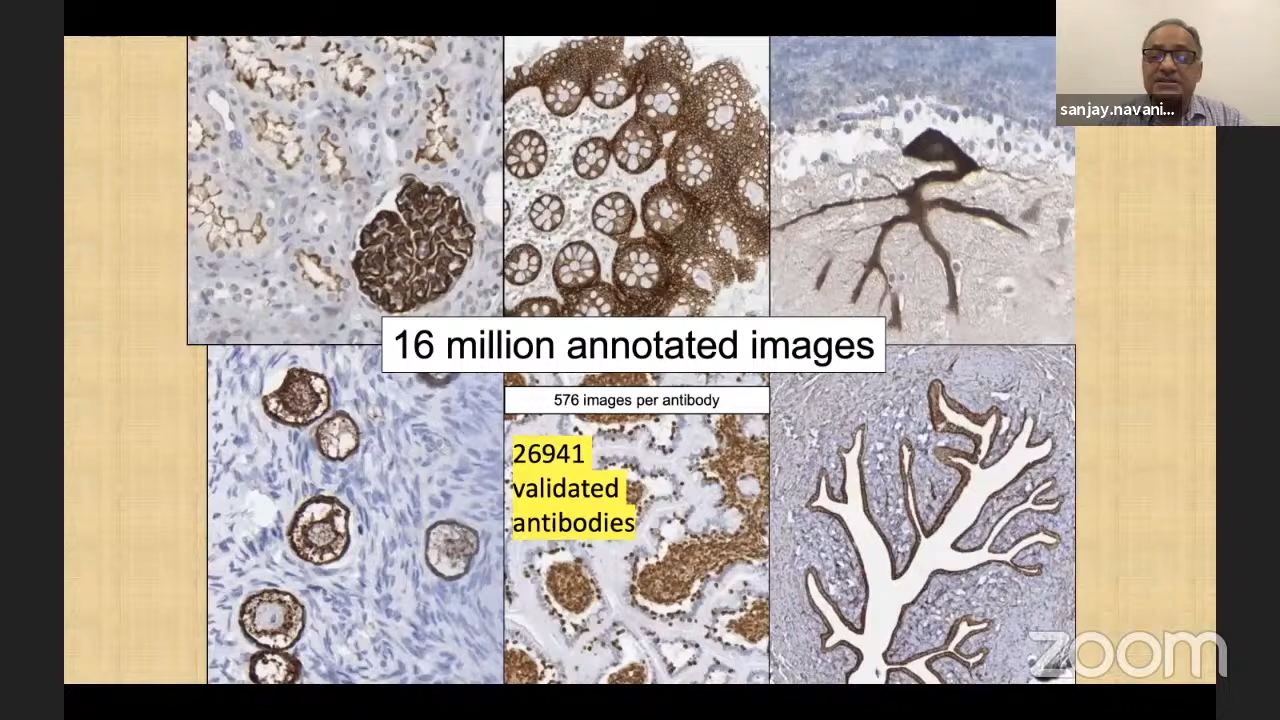 sanjay.navani...
16 million annotated images
576 images per antibody
26941
validated
antibodies
zoom